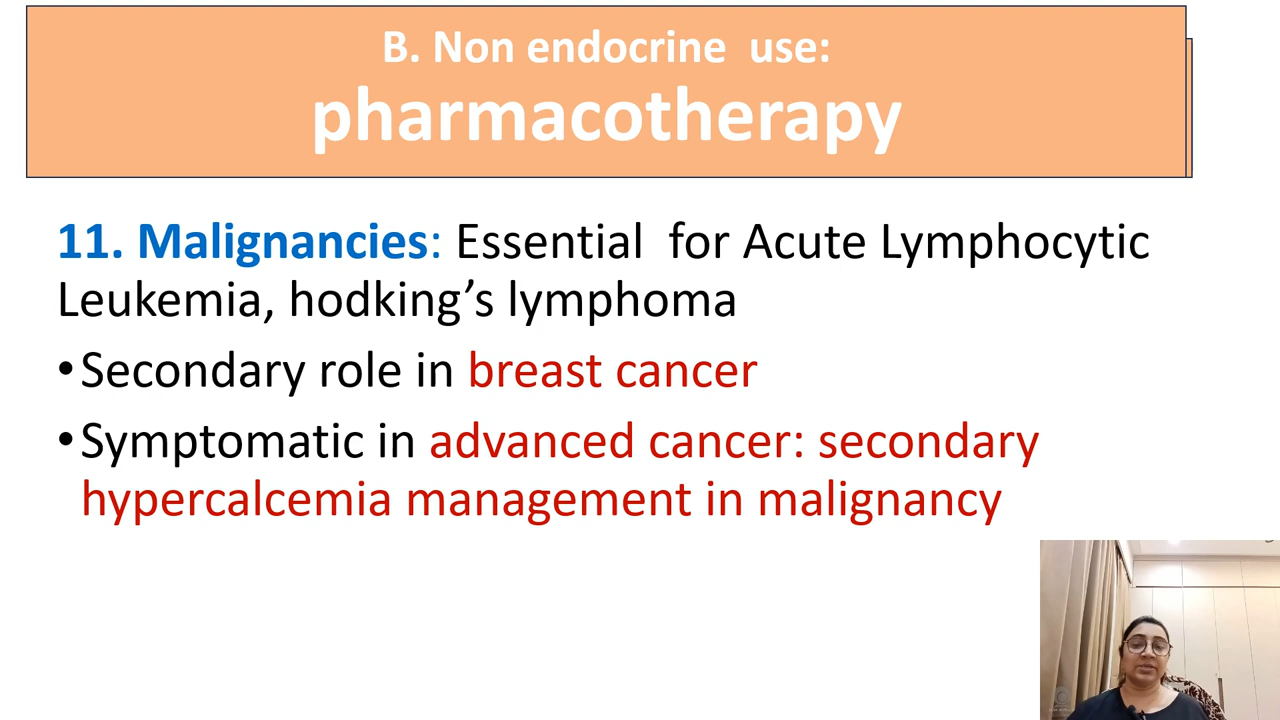 B. Non endocrine use:
pharmacotherapy
11. Malignancies: Essential for Acute Lymphocytic
Leukemia, hodking’s lymphoma
•Secondary role in breast cancer
•Symptomatic in advanced cancer: secondary
hypercalcemia management in malignancy